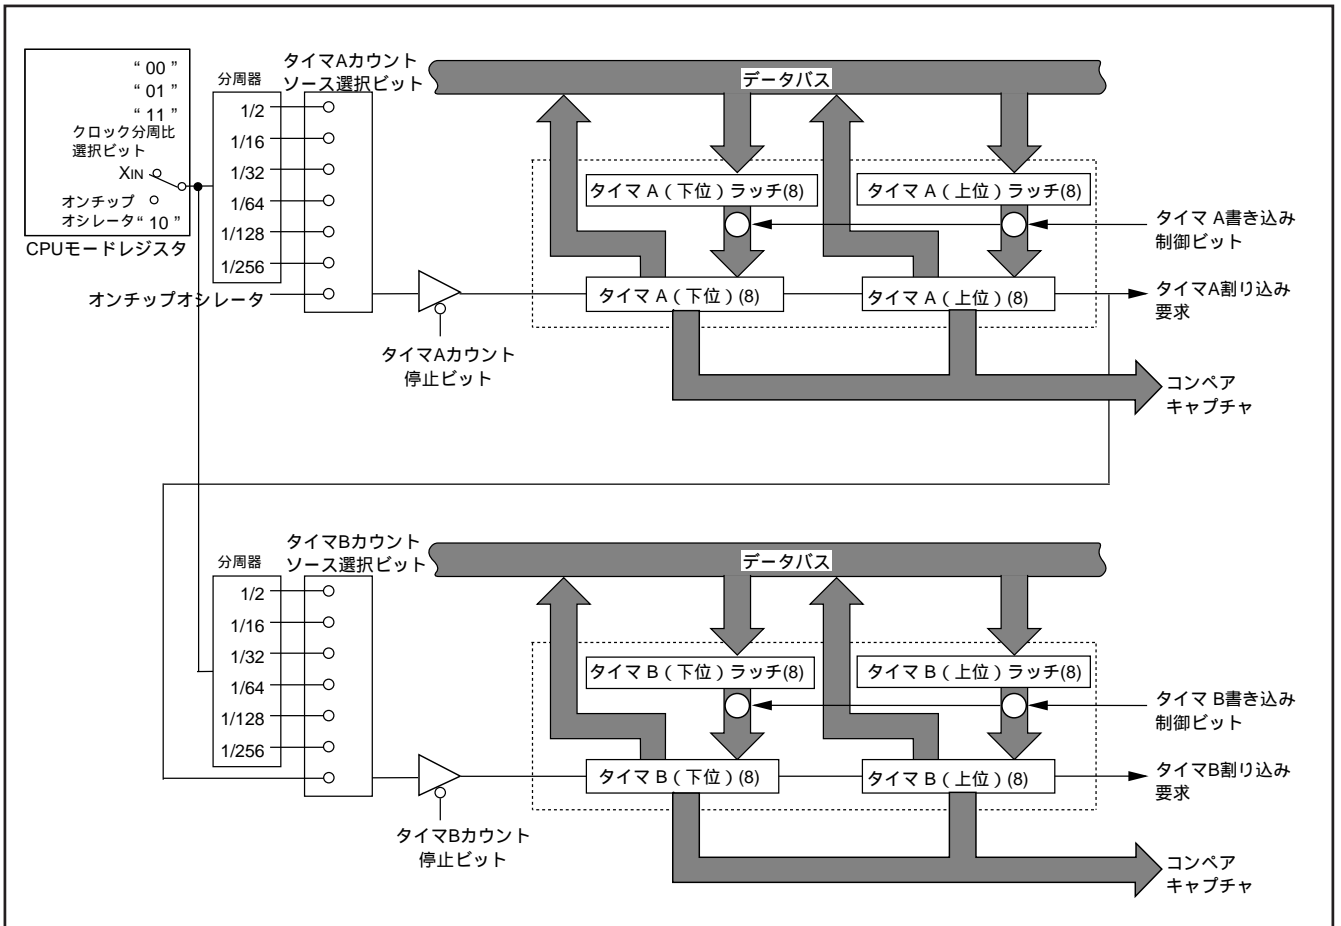 “ 00 ”
“ 01 ”
“ 11 ”
クロック分周比
選択ビット
XIN
オンチップ
オシレータ“ 10 ”
CPUモードレジスタ
分周器
1/2
1/16
1/32
1/64
1/128
1/256
オンチップオシレータ
タイマAカウント
ソース選択ビット
タイマAカウント
停止ビット
データバス
タイマ A ( 下位 ) ラッチ(8)
タイマ A ( 上位 ) ラッチ(8)
タイマ A ( 下位 ) (8)
タイマ A ( 上位 ) (8)
タイマ A書き込み
制御ビット
タイマA割り込み
要求
コンペア
キャプチャ
分周器
1/2
1/16
1/32
1/64
1/128
1/256
タイマBカウント
ソース選択ビット
タイマBカウント
停止ビット
データバス
タイマ B ( 下位 ) ラッチ(8)
タイマ B ( 上位 ) ラッチ(8)
タイマ B ( 下位 ) (8)
タイマ B ( 上位 ) (8)
タイマ B書き込み
制御ビット
タイマB割り込み
要求
コンペア
キャプチャ